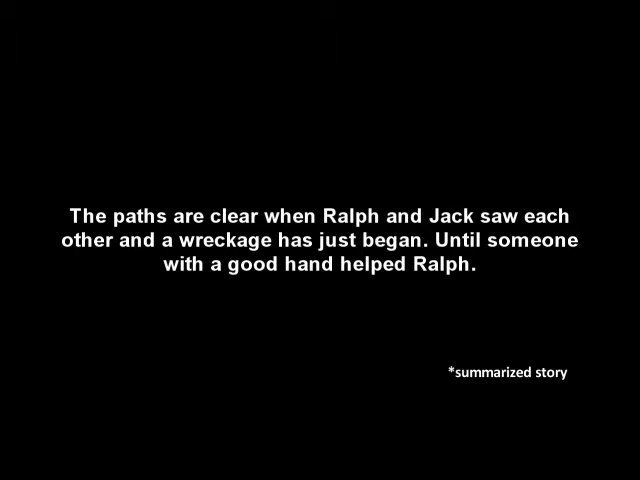 The paths are clear when Ralph and Jack saw each
other and a wreckage has just began. Until someone
with a good hand helped Ralph.
*summarized story